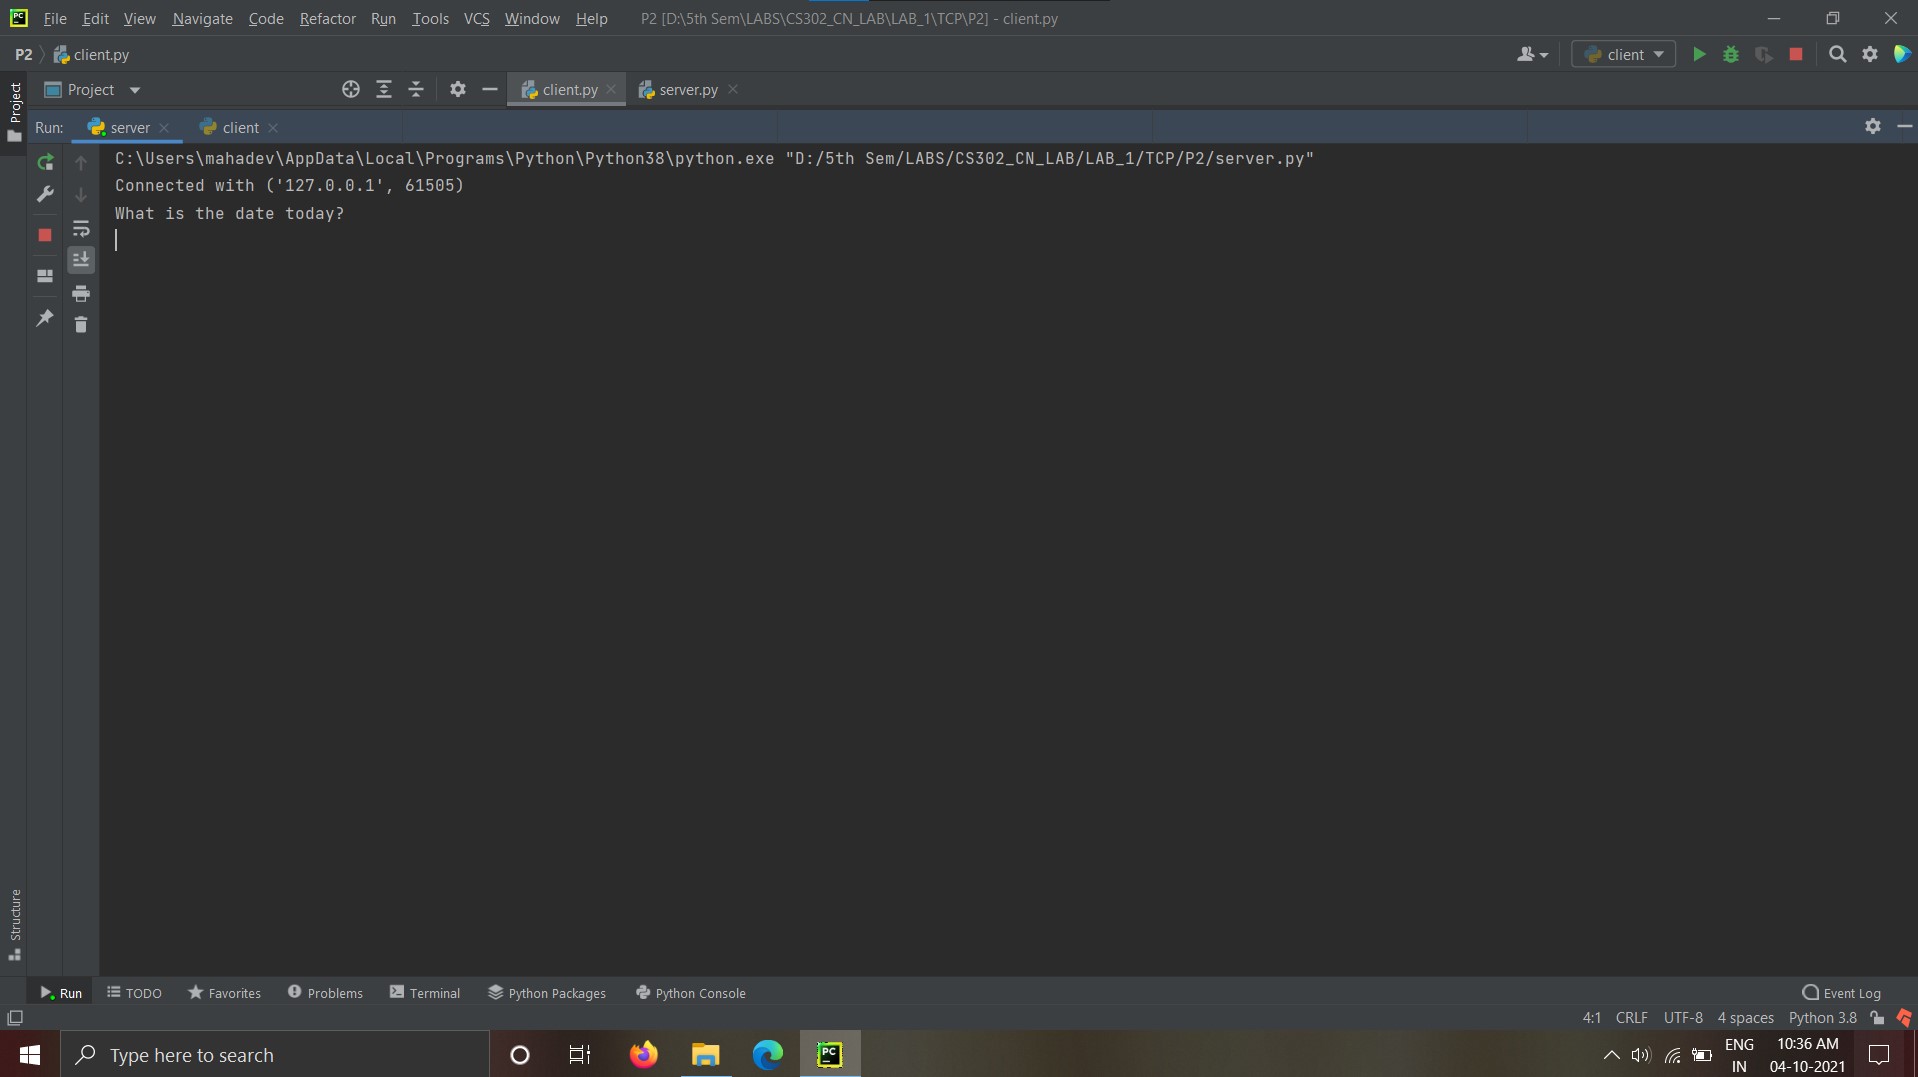 File Edit View Navigate Code Refactor Run Tools VCS Window Help P2 [D:\5th Sem\LABS\CS302_CN_LAB\LAB_1\TCP\P2] - client.py
P2 client.py client
Project client.py server.py
Project
Run: server client
C:\Users\mahadev\AppData\Local\Programs\Python\Python38\python.exe "D:/5th Sem/LABS/CS302_CN_LAB/LAB_1/TCP/P2/server.py"
Connected with ('127.0.0.1', 61505)
What is the date today?
Structure
Run TODO Favorites Problems Terminal Python Packages Python Console Event Log
4:1 CRLF UTF-8 4 spaces Python 3.8
Type here to search
PC
ENG 10:36 AM
IN 04-10-2021